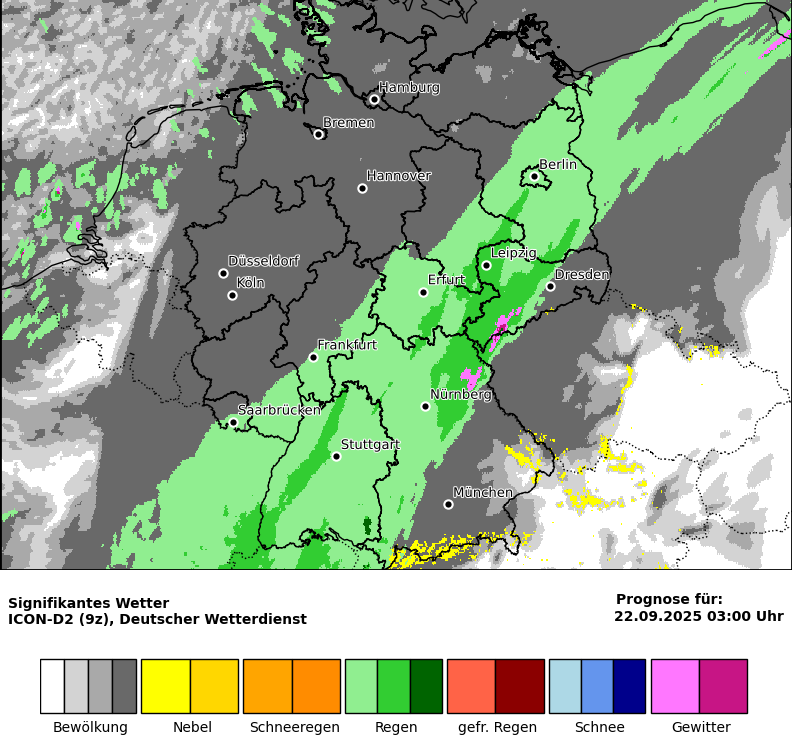 Hamburg
Bremen
Berlin
Hannover
Leipzig
Düsseldorf
Dresden
Köln
Erfurt
Frankfurt
Nürnberg
Saarbrücken
Stuttgart
München
Signifikantes Wetter
ICON-D2 (9z), Deutscher Wetterdienst
Prognose für:
22.09.2025 03:00 Uhr
Bewölkung
Nebel
Schneeregen
Regen
gefr. Regen
Schnee
Gewitter